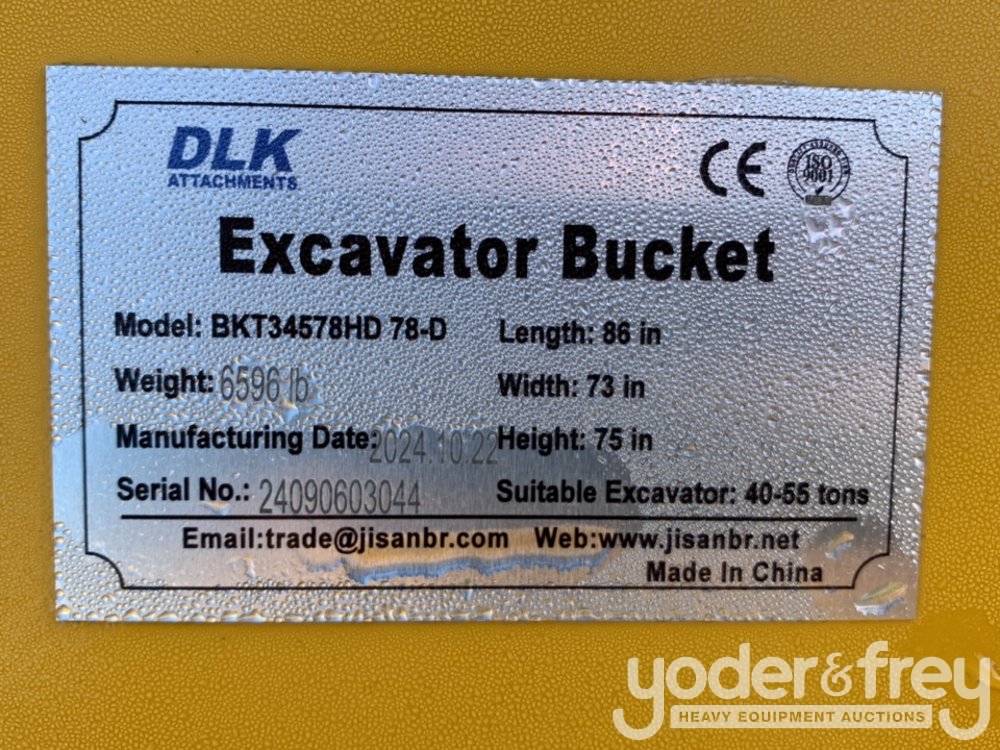 DLK
ATTACHMENTS
CE
ISO
9001
Excavator Bucket
Model: BKT34578HD 78-D
Length: 86 in
Weight: 6596 lb
Width: 73 in
Manufacturing Date: 2024.10.22
Height: 75 in
Serial No.: 24090603044
Suitable Excavator: 40-55 tons
Email:trade@jisanbr.com Web:www.jisanbr.net
Made In China
yoder&frey
HEAVY EQUIPMENT AUCTIONS